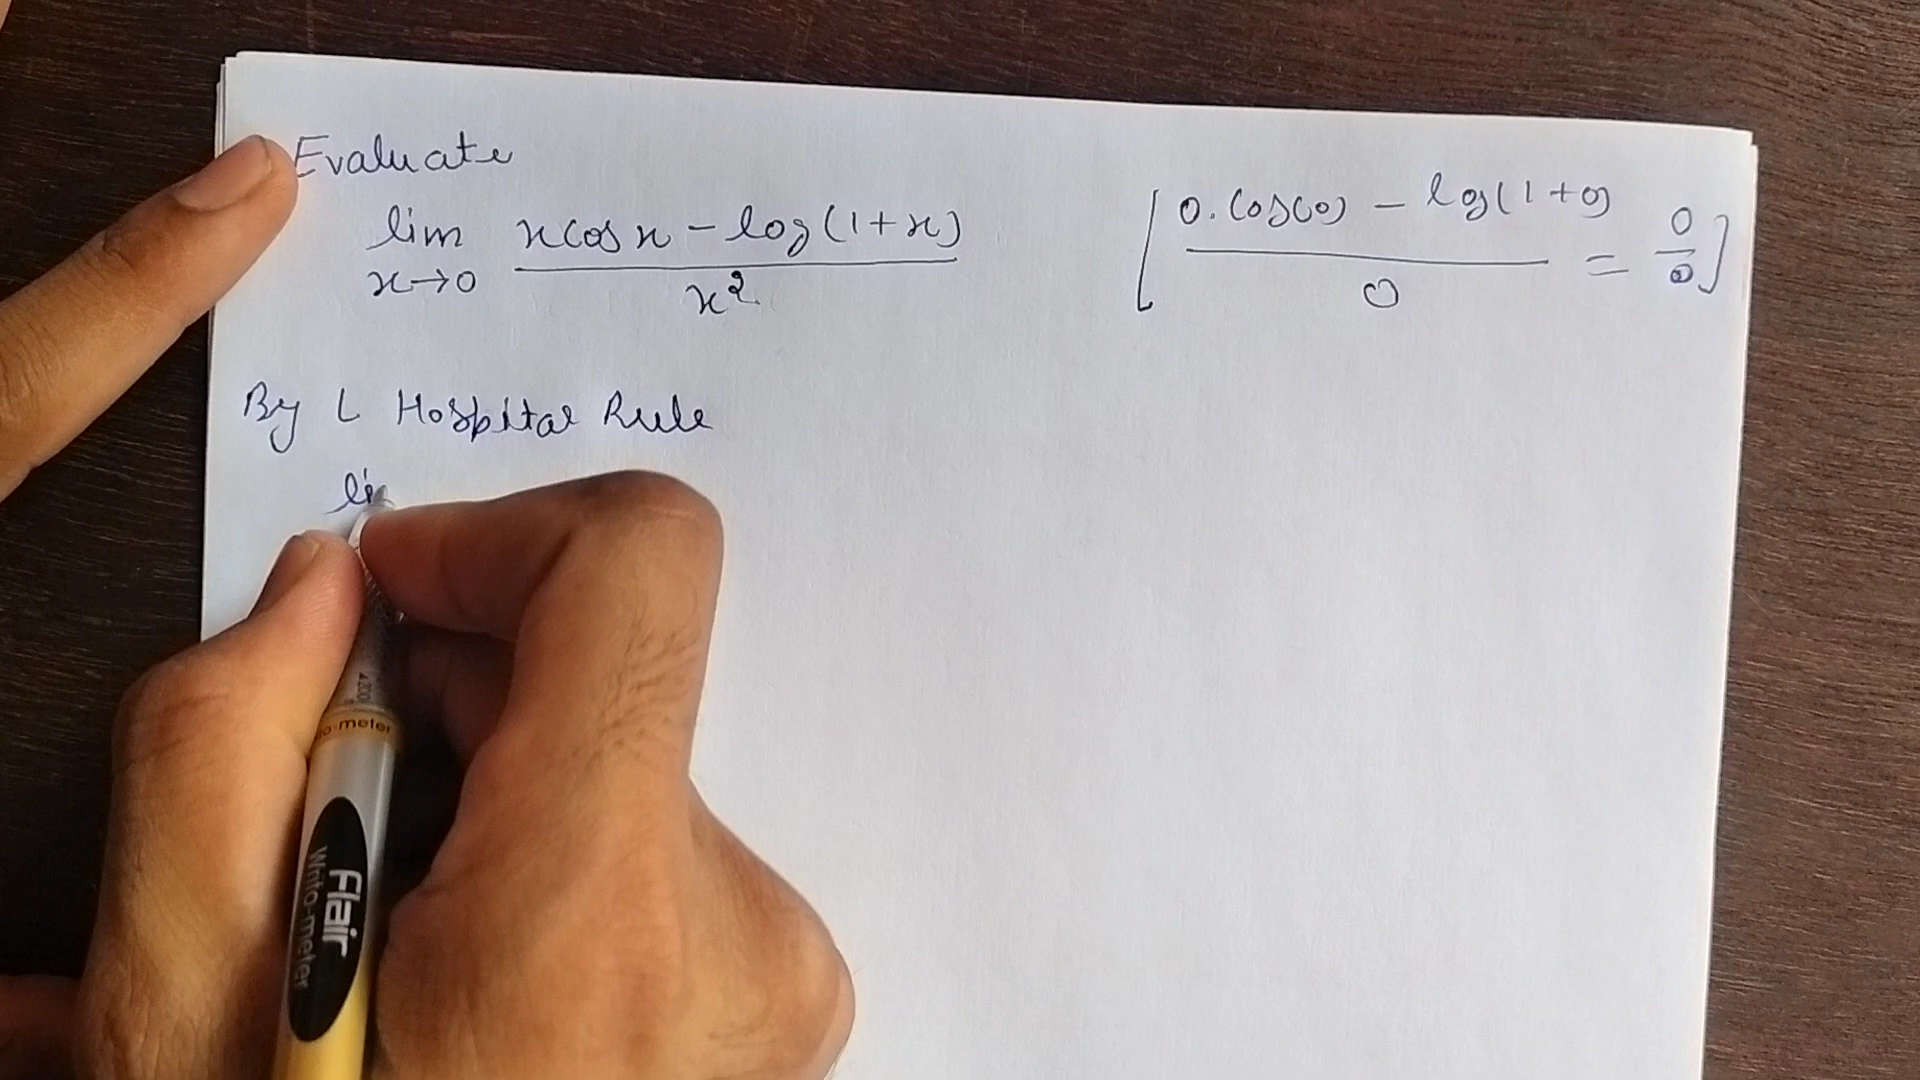 Evaluate
lim x→0 (x cos x − log(1+x)) / x²
[ (0. cos(0) − log(1+0)) / 0 = 0/0 ]
By L Hospital Rule
li
Flair
Writo-meter